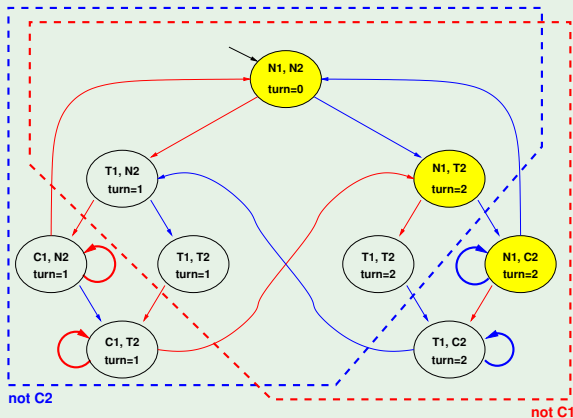 N1, N2
turn=0
T1, N2
turn=1
N1, T2
turn=2
C1, N2
turn=1
T1, T2
turn=1
T1, T2
turn=2
N1, C2
turn=2
C1, T2
turn=1
T1, C2
turn=2
not C2
not C1